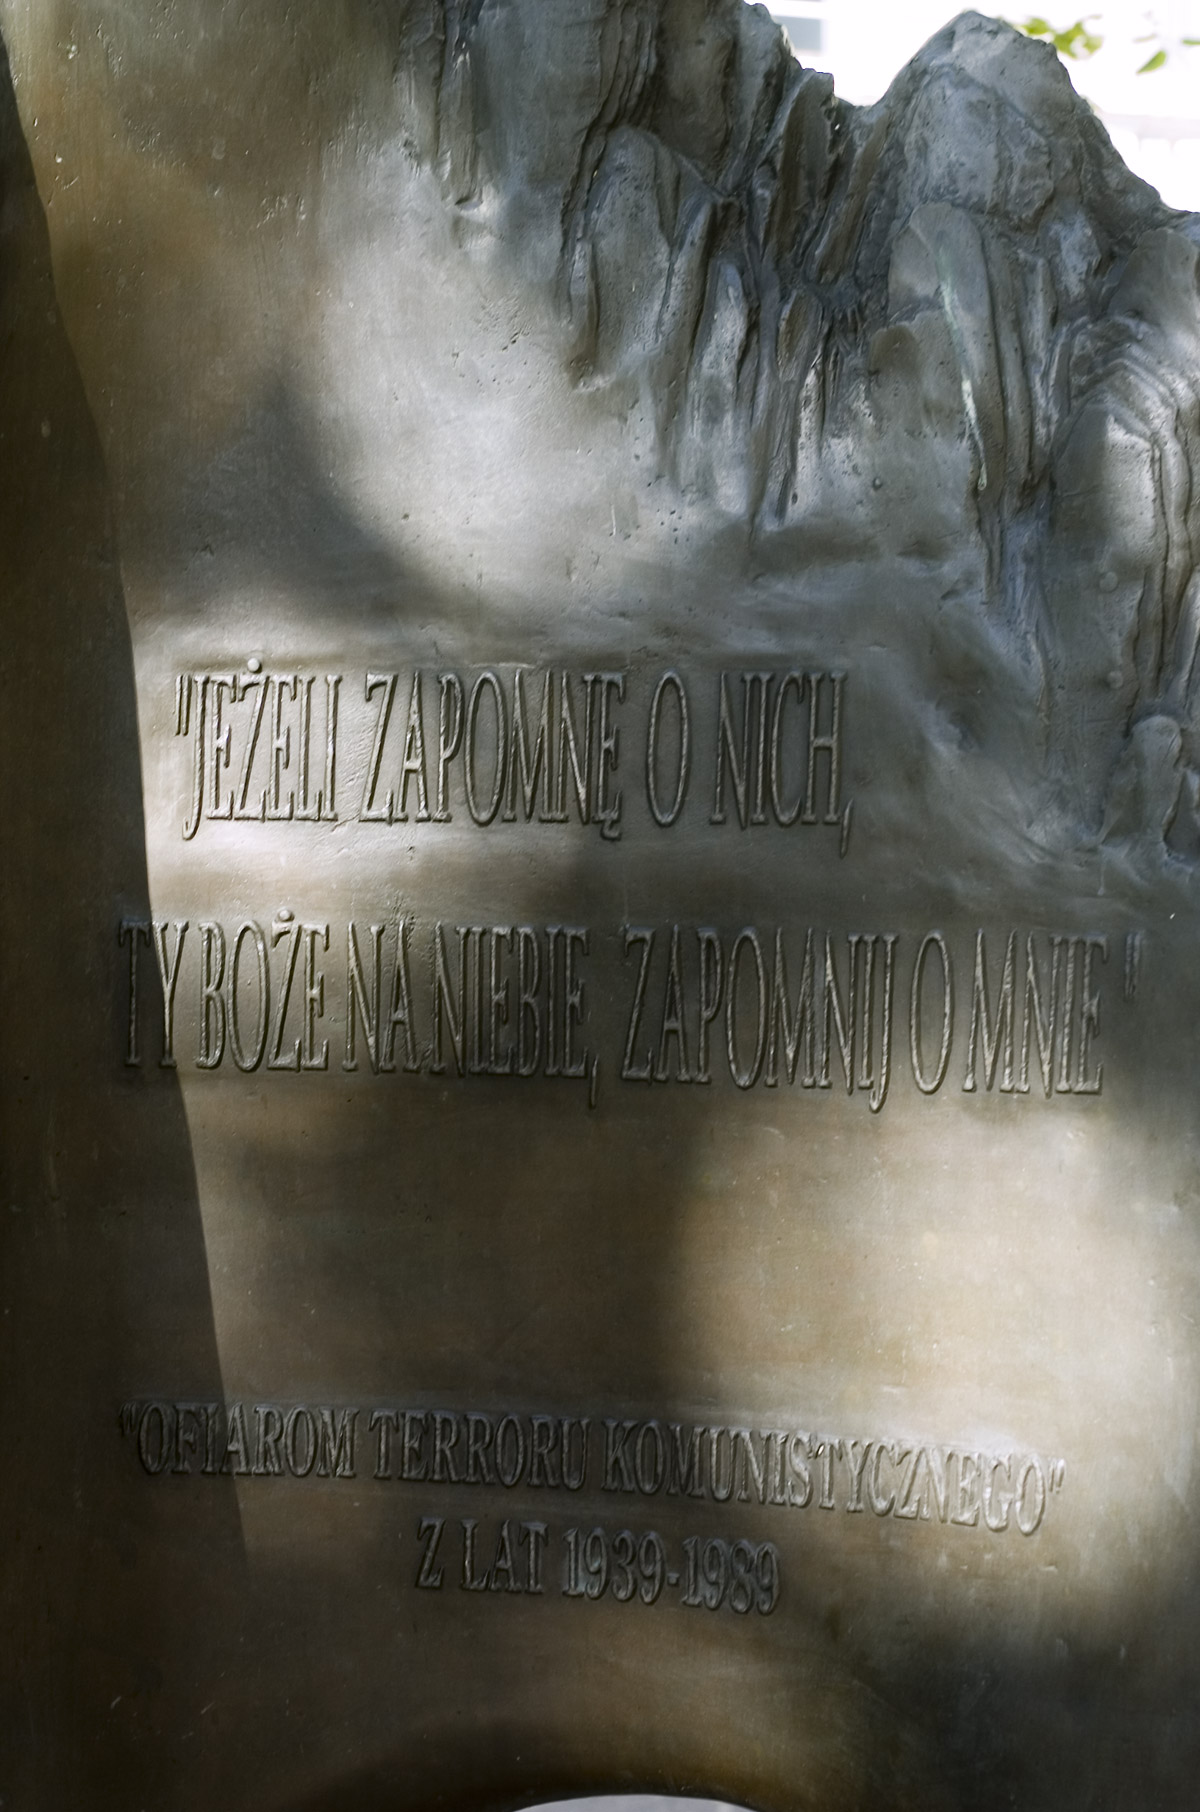 "JEŻELI ZAPOMNĘ O NICH,
TY BOŻE NA NIEBIE, ZAPOMNIJ O MNIE"
"OFIAROM TERRORU KOMUNISTYCZNEGO"
Z LAT 1939-1989